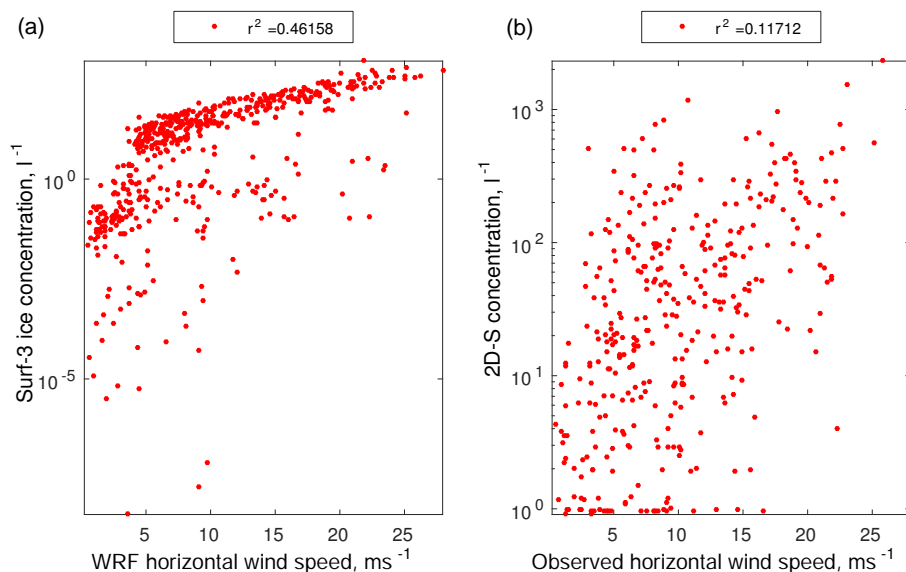 (a)
r² =0.46158
Surf-3 ice concentration, l⁻¹
10⁰
10⁻⁵
5 10 15 20 25
WRF horizontal wind speed, ms⁻¹
(b)
r² =0.11712
2D-S concentration, l⁻¹
10³
10²
10¹
10⁰
5 10 15 20 25
Observed horizontal wind speed, ms⁻¹